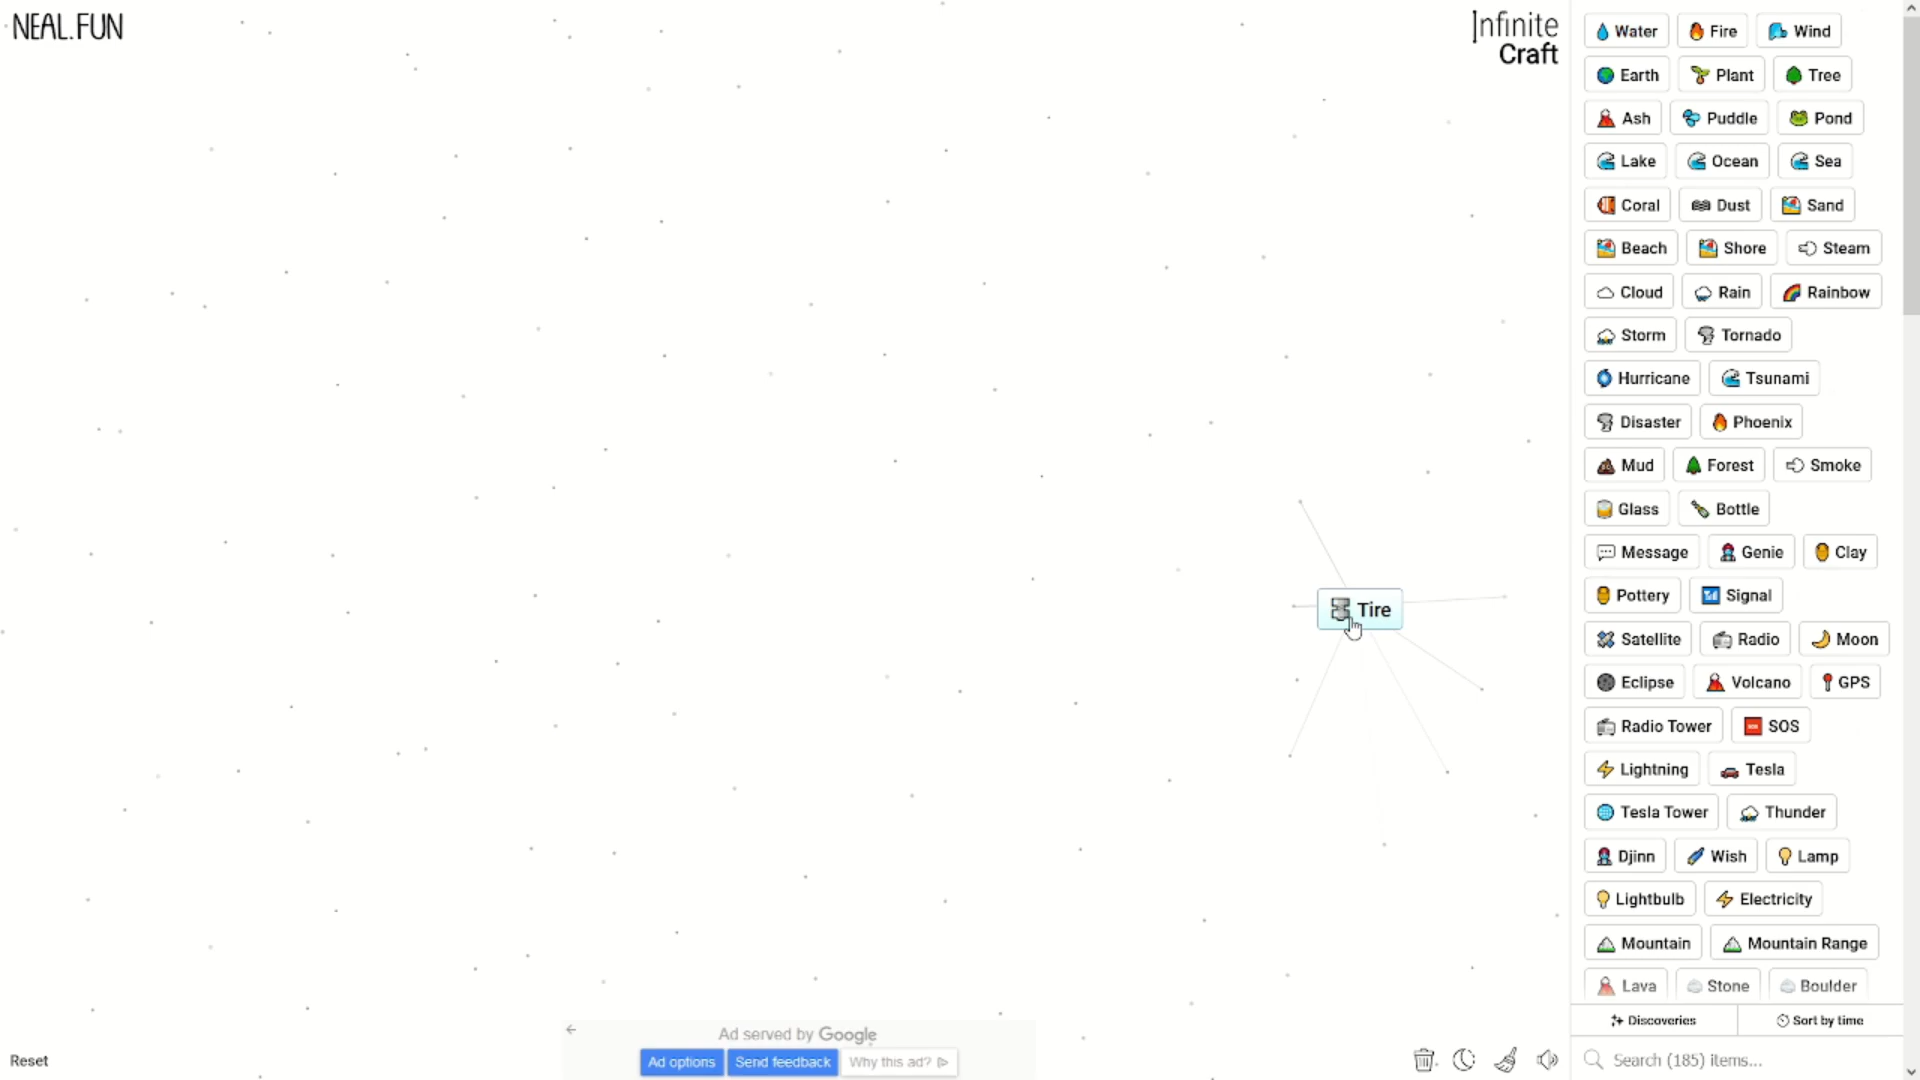 NEAL.FUN
Infinite
Craft
Water Fire Wind
Earth Plant Tree
Ash Puddle Pond
Lake Ocean Sea
Coral Dust Sand
Beach Shore Steam
Cloud Rain Rainbow
Storm Tornado
Hurricane Tsunami
Disaster Phoenix
Mud Forest Smoke
Glass Bottle
Message Genie Clay
Pottery Signal
Tire
Satellite Radio Moon
Eclipse Volcano GPS
Radio Tower SOS SOS
Lightning Tesla
Tesla Tower Thunder
Djinn Wish Lamp
Lightbulb Electricity
Mountain Mountain Range
Lava Stone Boulder
Discoveries Sort by time
Search (185) items...
Ad served by Google
Ad options Send feedback Why this ad?
Reset